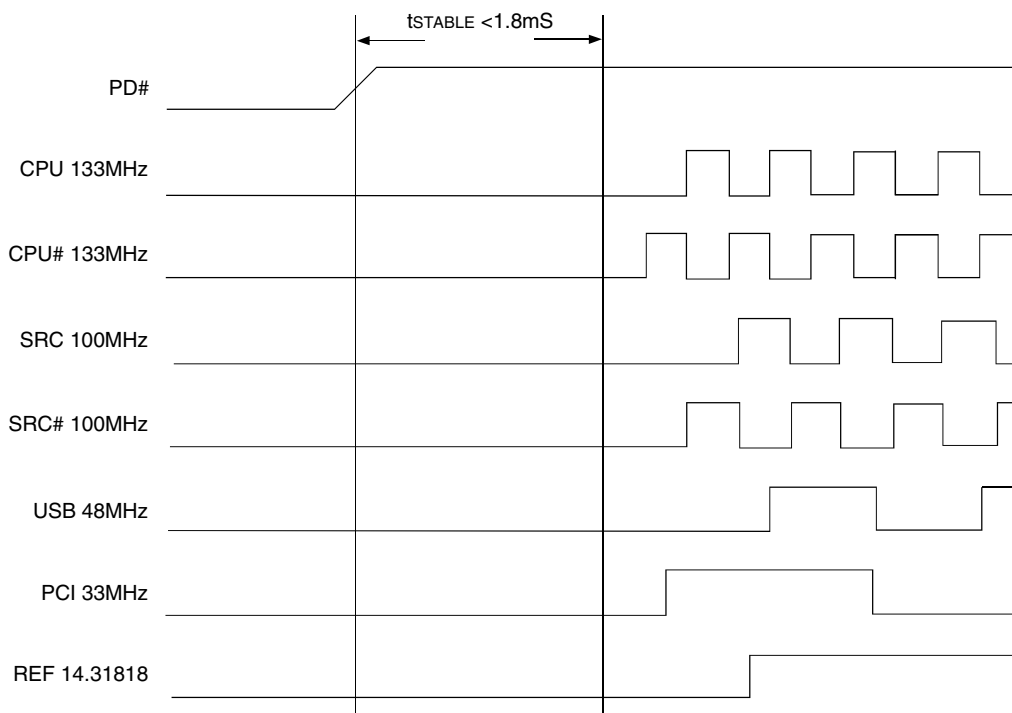 tSTABLE <1.8mS
PD#
CPU 133MHz
CPU# 133MHz
SRC 100MHz
SRC# 100MHz
USB 48MHz
PCI 33MHz
REF 14.31818